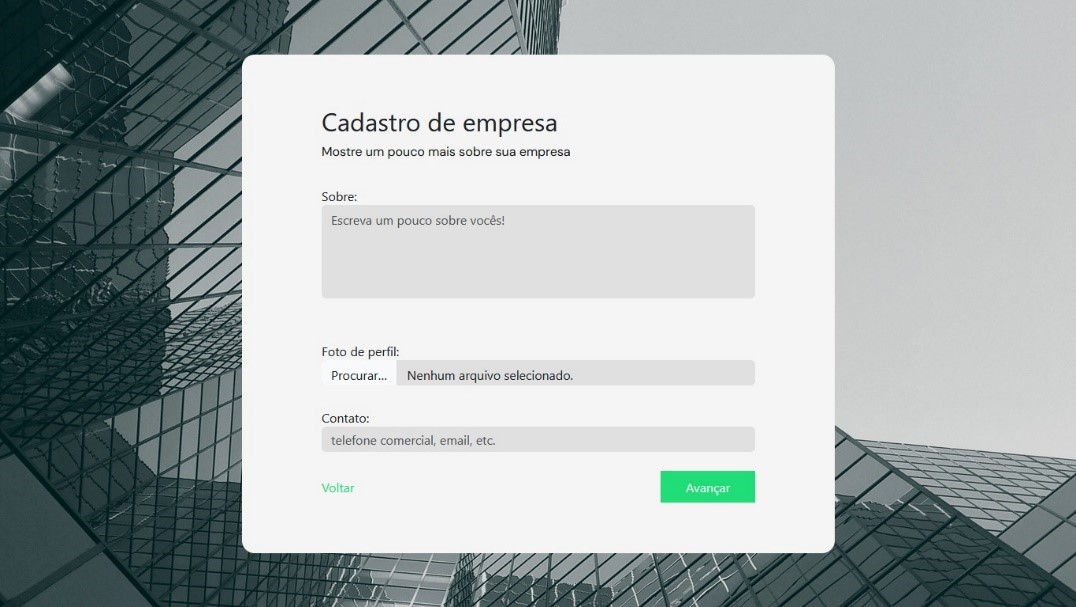 Cadastro de empresa
Mostre um pouco mais sobre sua empresa
Sobre:
Escreva um pouco sobre vocês!
Foto de perfil:
Procurar... Nenhum arquivo selecionado.
Contato:
telefone comercial, email, etc.
Voltar Avançar